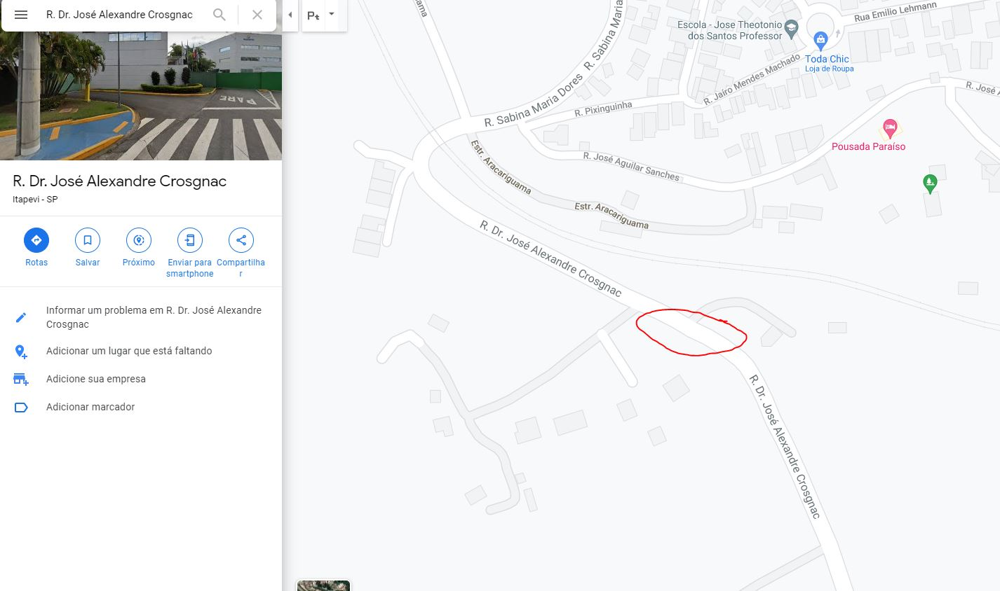 R. Dr. José Alexandre Crosgnac
Pt
PARE
R. Dr. José Alexandre Crosgnac
Itapevi - SP
Rotas
Salvar
Próximo
Enviar para
smartphone
Compartilha
r
Informar um problema em R. Dr. José Alexandre
Crosgnac
Adicionar um lugar que está faltando
Adicione sua empresa
Adicionar marcador
R. Sabina Maria
Rua Emilio Lehmann
Escola - Jose Theotonio
dos Santos Professor
Toda Chic
Loja de Roupa
R. Jairo Mendes Machado
R. Sabina Maria Dores
R. Pixinguinha
R. José
Pousada Paraíso
Estr. Aracariguama
R. José Aguilar Sanches
Estr. Aracariguama
R. Dr. José Alexandre Crosgnac
R. Dr. José Alexandre Crosgnac